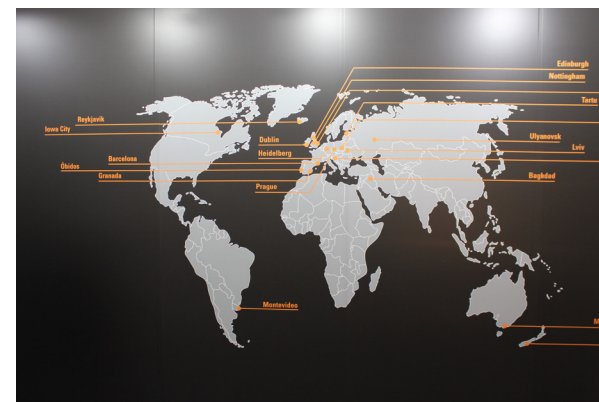 Edinburgh
Nottingham
Tartu
Reykjavik
Iowa City
Dublin
Ulyanovsk
Lviv
Heidelberg
Barcelona
Óbidos
Granada
Baghdad
Prague
Montevideo
M